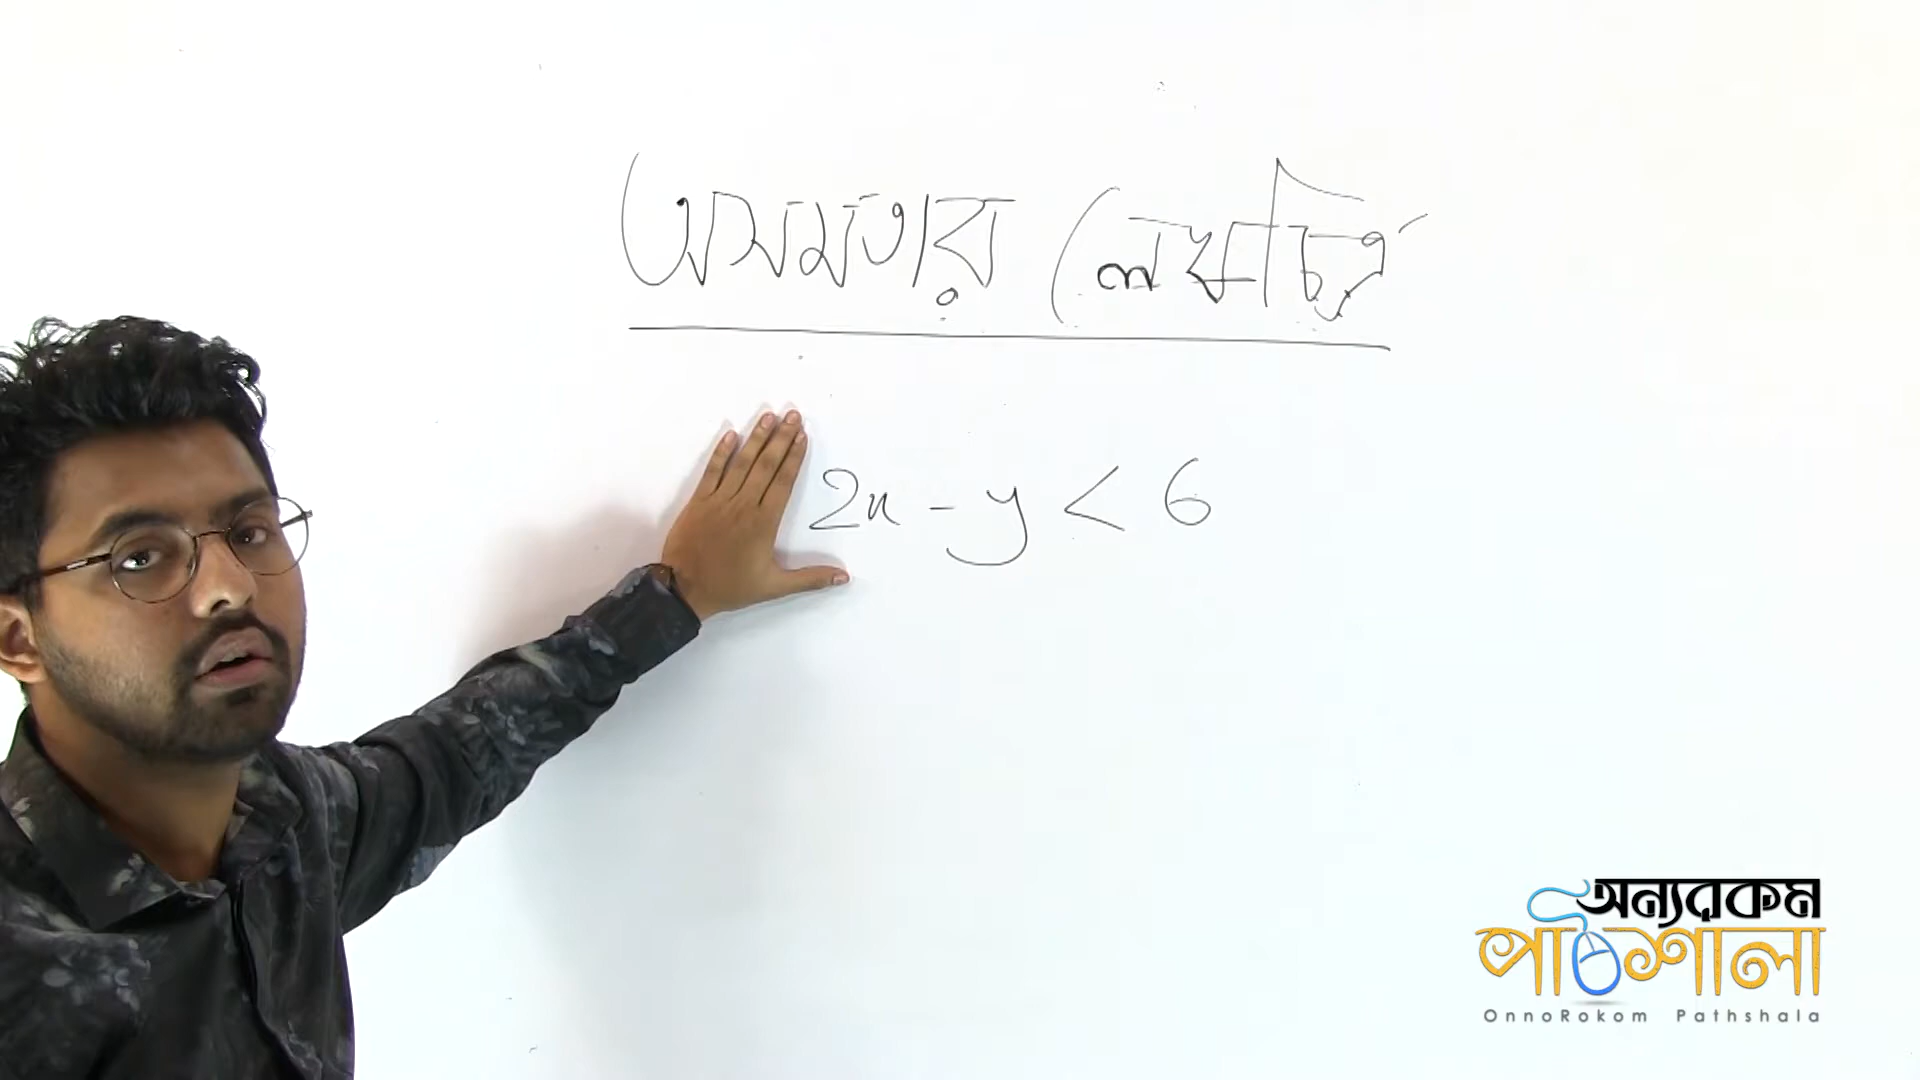 অসমতার লেখচিত্র
2x - y < 6
অন্যরকম
পাঠশালা
OnnoRokom Pathshala